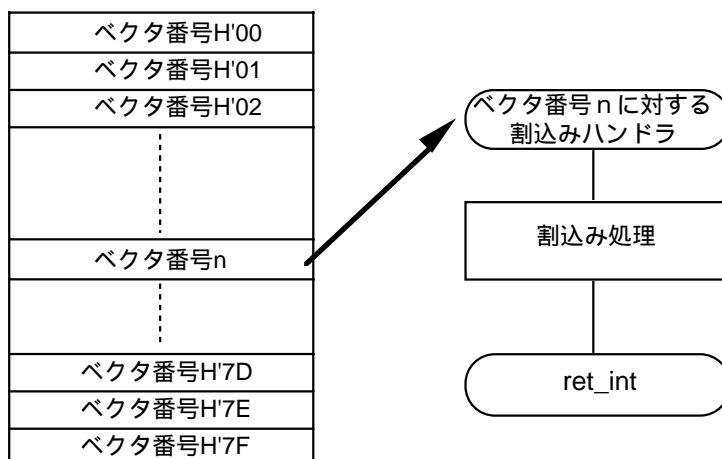 ベクタ番号H'00
ベクタ番号H'01
ベクタ番号H'02
ベクタ番号n
ベクタ番号H'7D
ベクタ番号H'7E
ベクタ番号H'7F
ベクタ番号ｎに対する
割込みハンドラ
割込み処理
ret_int